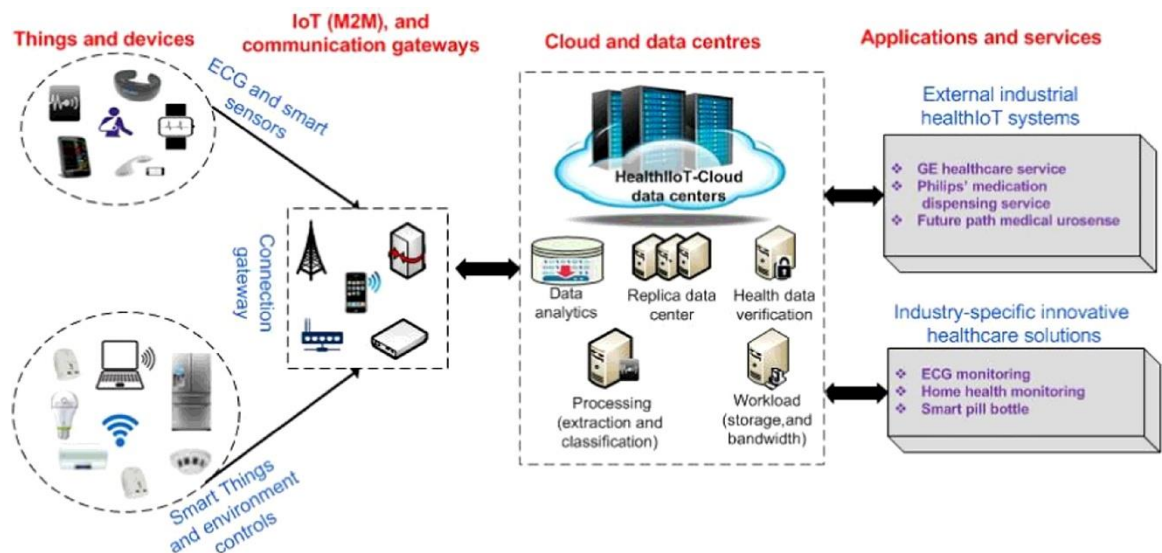 Things and devices
IoT (M2M), and
communication gateways
Cloud and data centres
Applications and services
ECG and smart
sensors
Connection
gateway
Smart Things
and environment
controls
HealthIIoT-Cloud
data centers
Data
analytics
Replica data
center
Health data
verification
Processing
(extraction and
classification)
Workload
(storage,and
bandwidth)
External industrial
healthIoT systems
❖ GE healthcare service
❖ Philips’ medication
dispensing service
❖ Future path medical urosense
Industry-specific innovative
healthcare solutions
❖ ECG monitoring
❖ Home health monitoring
❖ Smart pill bottle